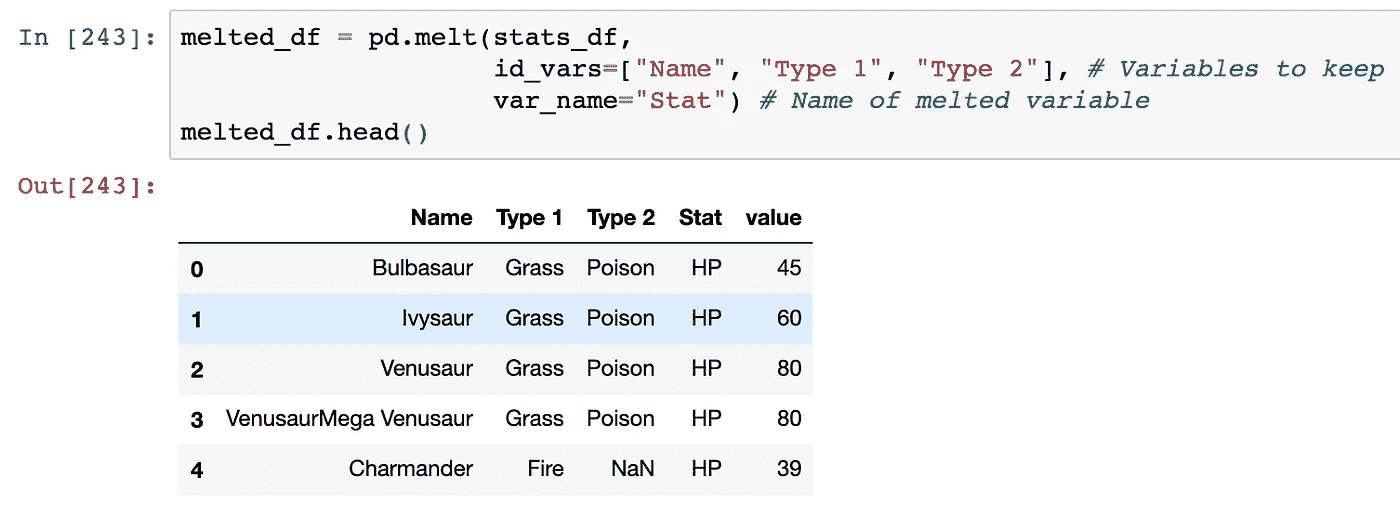 In [243]: melted_df = pd.melt(stats_df,
id_vars=["Name", "Type 1", "Type 2"], # Variables to keep
var_name="Stat") # Name of melted variable
melted_df.head()
Out[243]:
Name Type 1 Type 2 Stat value
0 Bulbasaur Grass Poison HP 45
1 Ivysaur Grass Poison HP 60
2 Venusaur Grass Poison HP 80
3 VenusaurMega Venusaur Grass Poison HP 80
4 Charmander Fire NaN HP 39